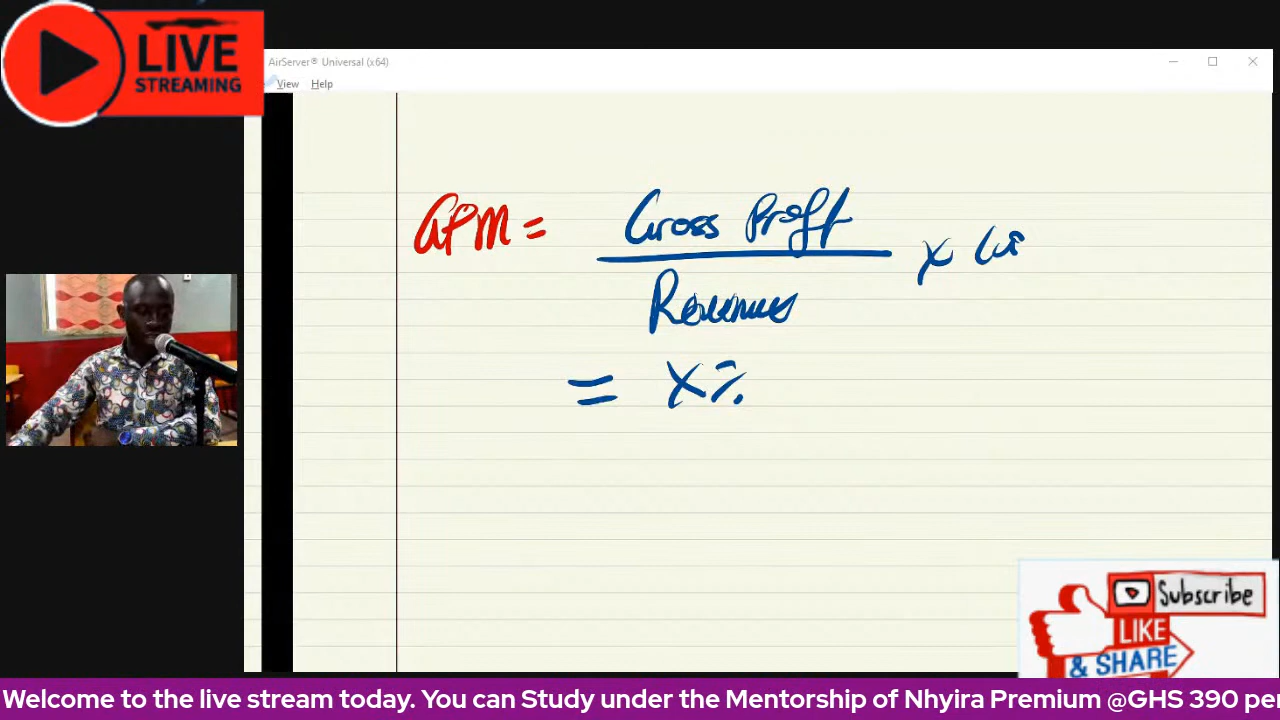 LIVE
STREAMING
AirServer® Universal (x64)
View Help
GPM = Gross Profit
Revenue
= X%
Subscribe
LIKE
& SHARE
Welcome to the live stream today. You can Study under the Mentorship of Nhyira Premium @GHS 390 per